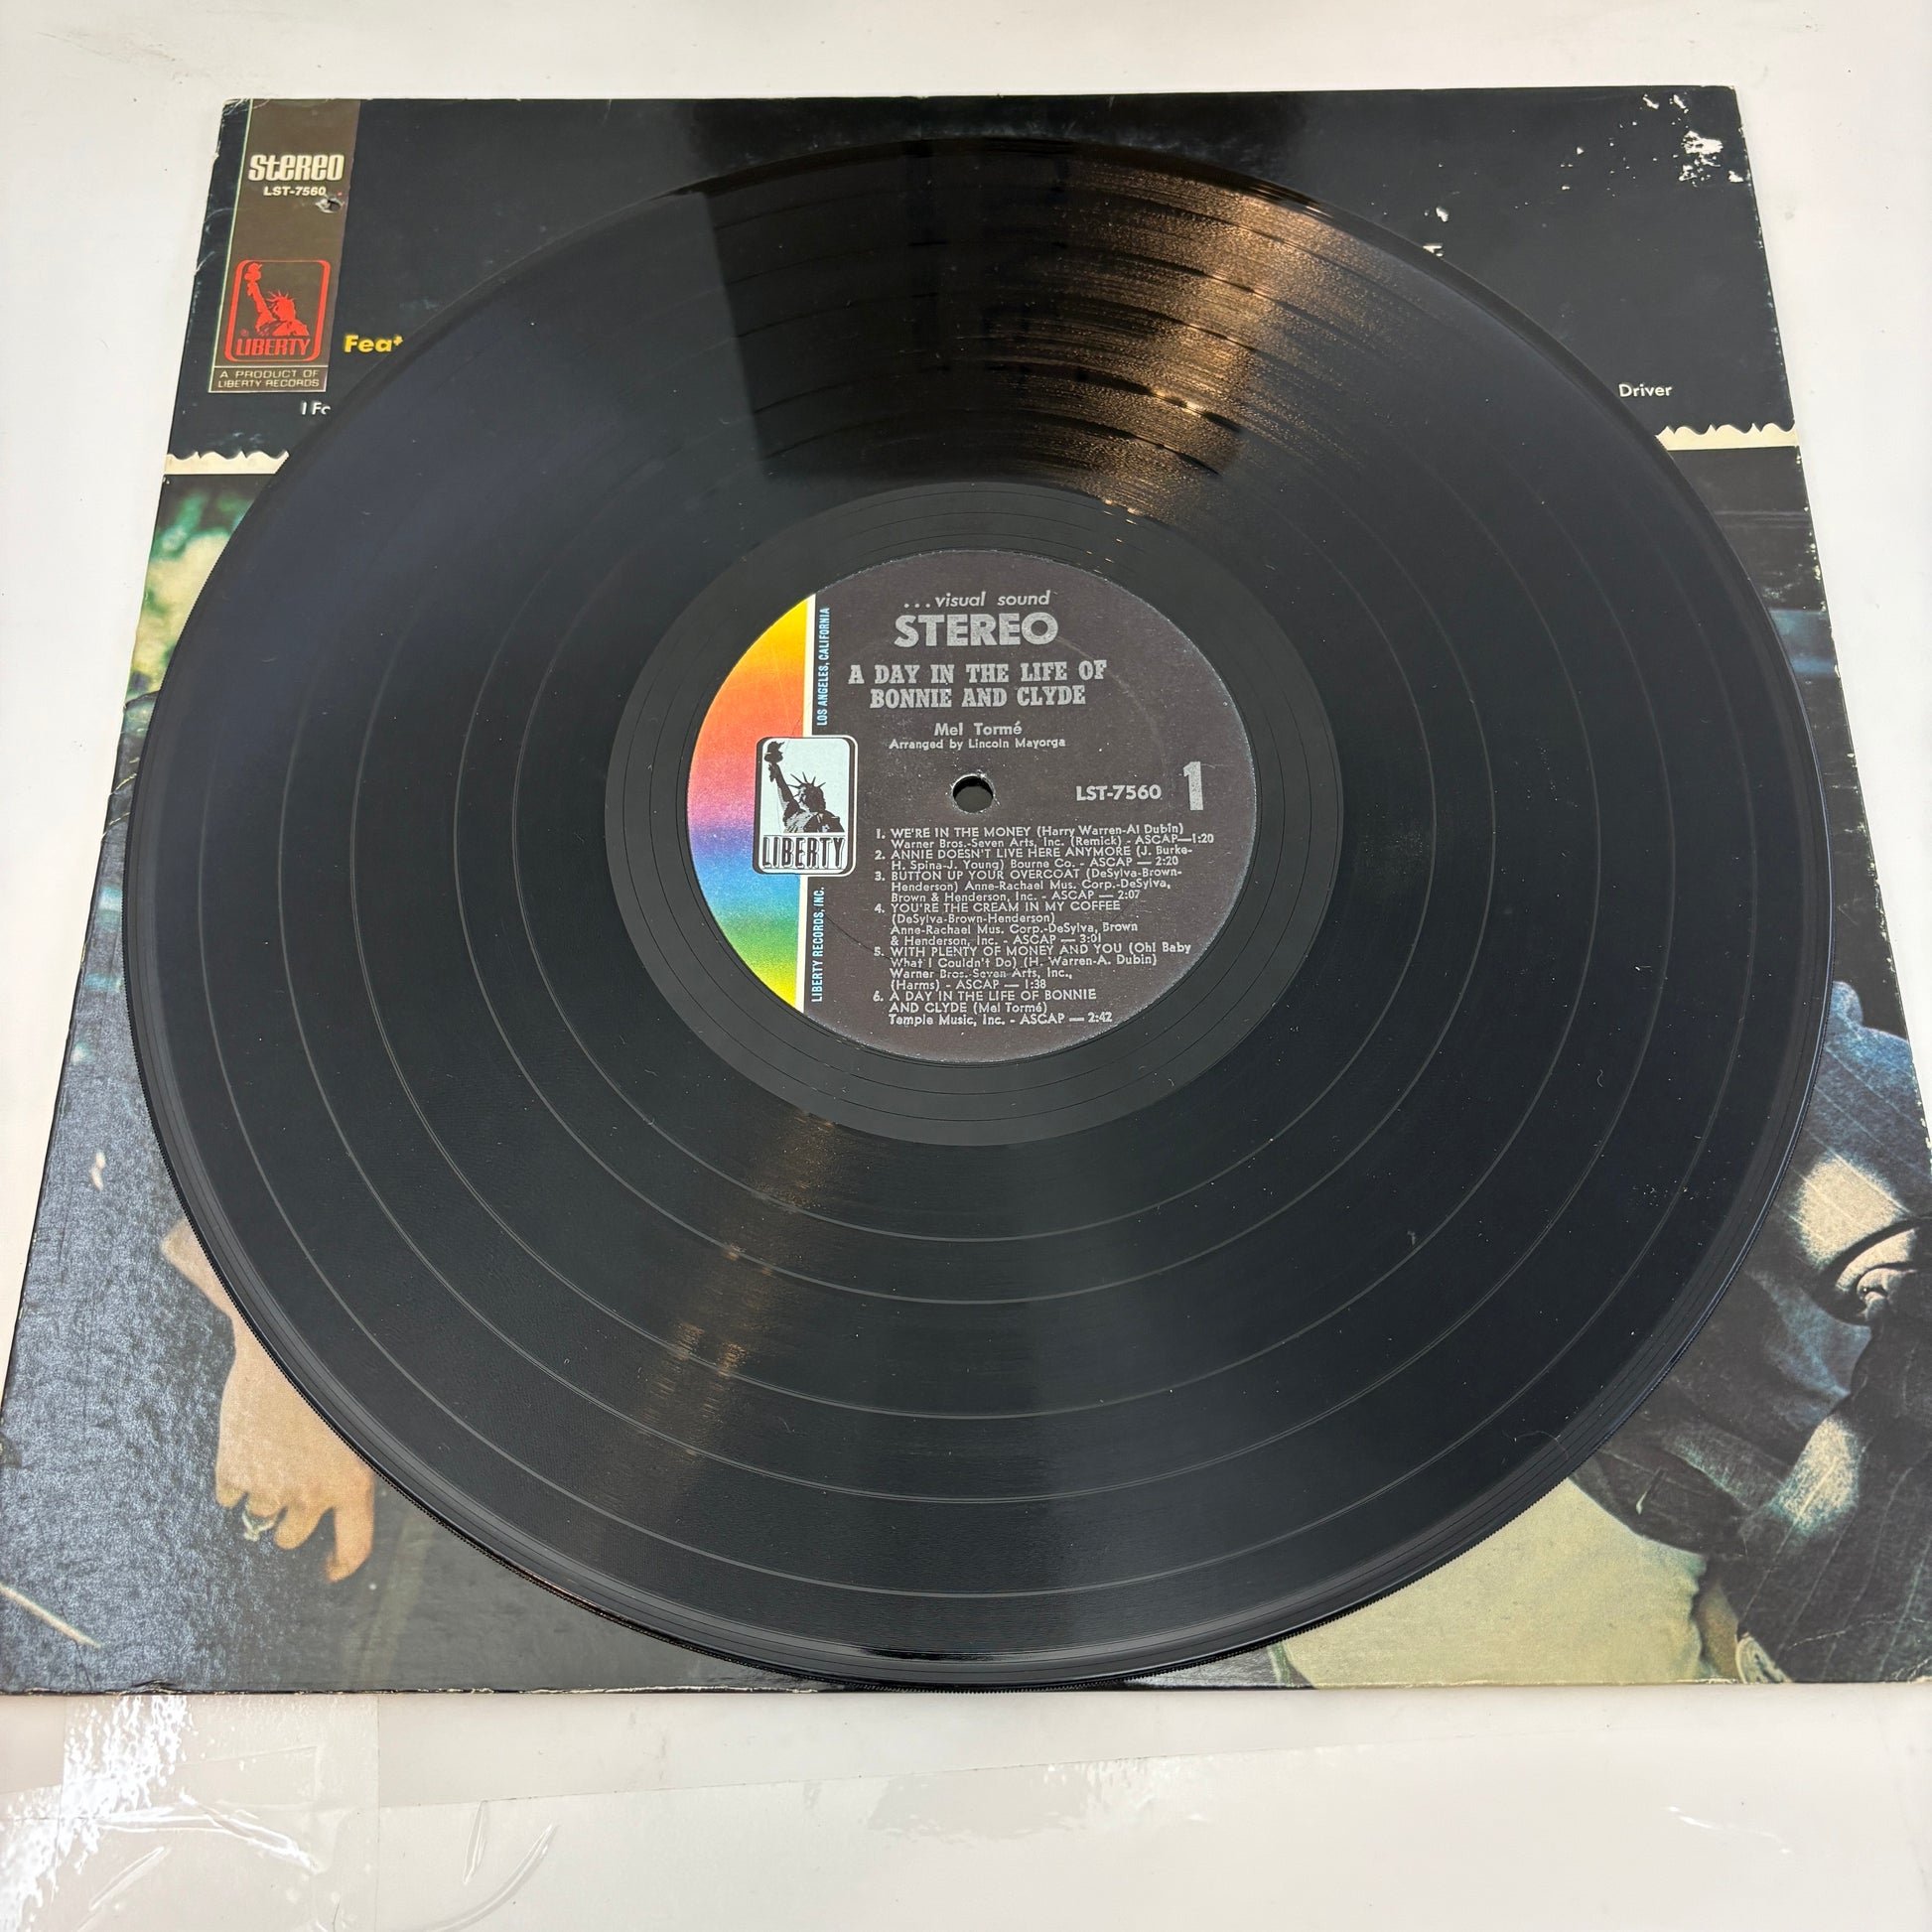 Stereo
LST-7560
LIBERTY
A PRODUCT OF
LIBERTY RECORDS
Driver
...visual sound
STEREO
A DAY IN THE LIFE OF
BONNIE AND CLYDE
Mel Tormé
Arranged by Lincoln Mayorga
LST-7560 1
1. WE'RE IN THE MONEY (Harry Warren-Al Dubin)
Warner Bros.-Seven Arts, Inc. (Remick) - ASCAP—1:20
2. ANNIE DOESN'T LIVE HERE ANYMORE (J. Burke-
H. Spina-J. Young) Bourne Co. - ASCAP — 2:20
3. BUTTON UP YOUR OVERCOAT (DeSylva-Brown-
Henderson) Anne-Rachael Mus. Corp.-DeSylva,
Brown & Henderson, Inc. - ASCAP — 2:07
4. YOU'RE THE CREAM IN MY COFFEE
(DeSylva-Brown-Henderson)
Anne-Rachael Mus. Corp.-DeSylva, Brown
& Henderson, Inc. - ASCAP — 3:01
5. WITH PLENTY OF MONEY AND YOU (Oh! Baby
What I Couldn't Do) (H. Warren-A. Dubin)
Warner Bros.-Seven Arts, Inc.,
(Harms) - ASCAP — 1:38
6. A DAY IN THE LIFE OF BONNIE
AND CLYDE (Mel Tormé)
Temple Music, Inc. - ASCAP — 2:42
LIBERTY
LIBERTY RECORDS, INC.
LOS ANGELES, CALIFORNIA